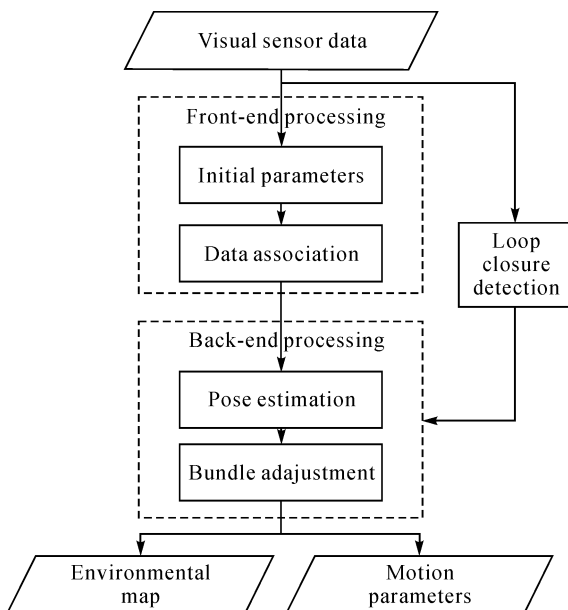 Visual sensor data
Front-end processing
Initial parameters
Data association
Loop
closure
detection
Back-end processing
Pose estimation
Bundle adajustment
Environmental
map
Motion
parameters